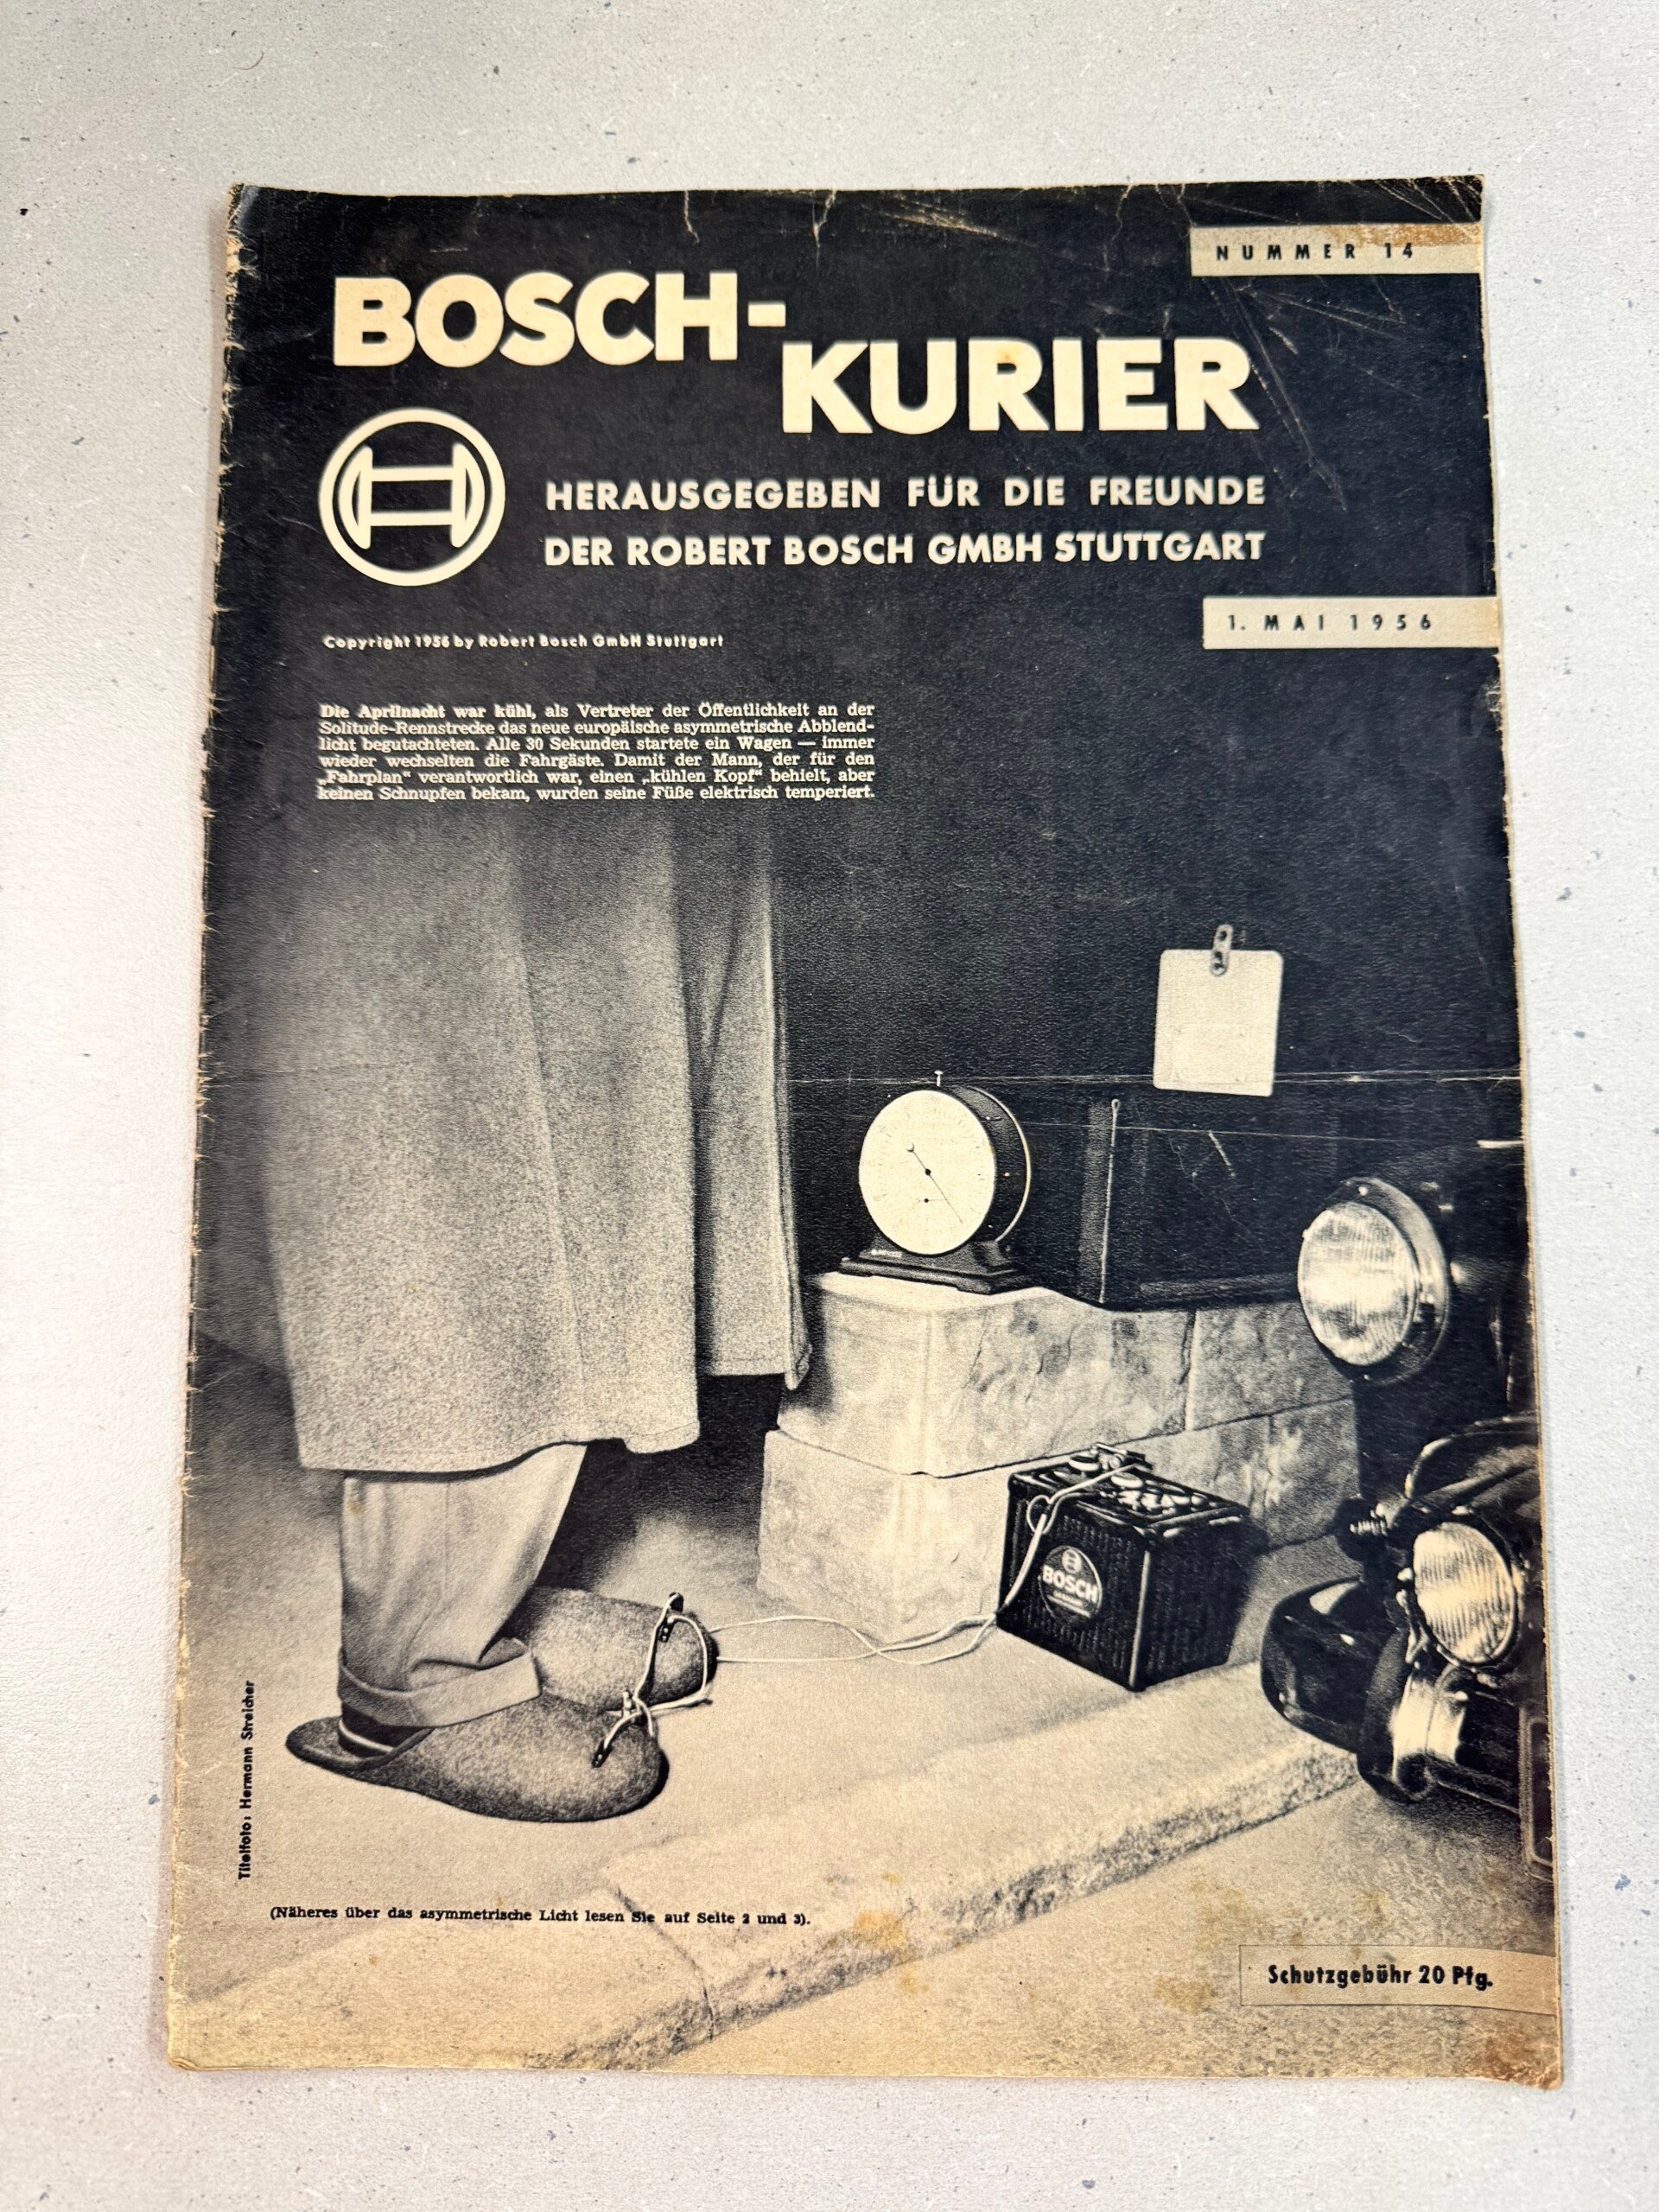 NUMMER 14
BOSCH-
KURIER
HERAUSGEGEBEN FÜR DIE FREUNDE
DER ROBERT BOSCH GMBH STUTTGART
1. MAI 1956
Copyright 1956 by Robert Bosch GmbH Stuttgart
Die Aprilnacht war kühl, als Vertreter der Öffentlichkeit an der
Solitude-Rennstrecke das neue europäische asymmetrische Abblend-
licht begutachteten. Alle 30 Sekunden startete ein Wagen — immer
wieder wechselten die Fahrgäste. Damit der Mann, der für den
„Fahrplan“ verantwortlich war, einen „kühlen Kopf“ behielt, aber
keinen Schnupfen bekam, wurden seine Füße elektrisch temperiert.
BOSCH
Titelfoto: Hermann Streicher
(Näheres über das asymmetrische Licht lesen Sie auf Seite 2 und 3).
Schutzgebühr 20 Pfg.